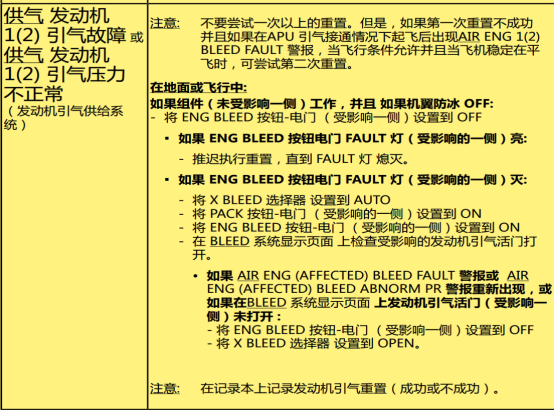 供气 发动机
1(2) 引气故障 或
供气 发动机
1(2) 引气压力
不正常
（发动机引气供给系
统）
注意: 不要尝试一次以上的重置。但是，如果第一次重置不成功
并且如果在APU 引气接通情况下起飞后出现AIR ENG 1(2)
BLEED FAULT 警报，当飞行条件允许并且当飞机稳定在平
飞时，可尝试第二次重置。
在地面或飞行中:
如果组件（未受影响一侧）工作，并且 如果机翼防冰 OFF:
- 将 ENG BLEED 按钮-电门 （受影响一侧）设置到 OFF
▪ 如果 ENG BLEED 按钮电门 FAULT 灯(受影响的一侧）亮:
- 推迟执行重置，直到 FAULT 灯 熄灭。
▪ 如果 ENG BLEED 按钮电门 FAULT 灯(受影响的一侧）灭:
- 将 X BLEED 选择器 设置到 AUTO
- 将 PACK 按钮-电门 （受影响的一侧）设置到 ON
- 将 ENG BLEED 按钮-电门 （受影响的一侧）设置到 ON
- 在 BLEED 系统显示页面 上检查受影响的发动机引气活门打
开。
• 如果 AIR ENG (AFFECTED) BLEED FAULT 警报或 AIR
ENG (AFFECTED) BLEED ABNORM PR 警报重新出现，或
如果在BLEED 系统显示页面 上发动机引气活门（受影响一
侧）未打开：
- 将 ENG BLEED 按钮-电门 （受影响一侧）设置到 OFF
- 将 X BLEED 选择器 设置到 OPEN。
注意: 在记录本上记录发动机引气重置（成功或不成功）。